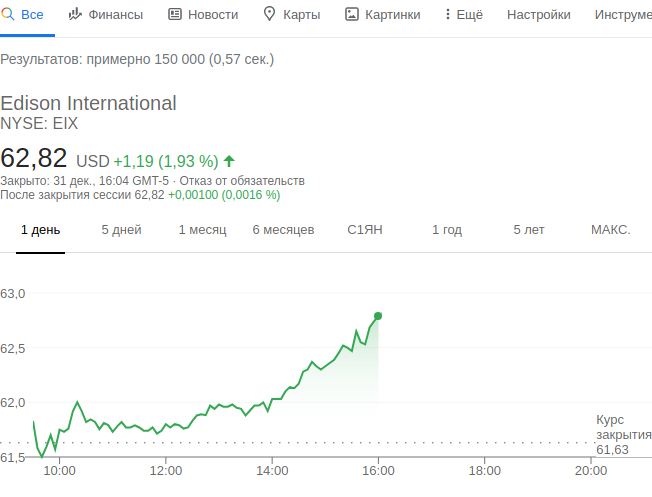 Все Финансы Новости Карты Картинки Ещё Настройки Инструме
Результатов: примерно 150 000 (0,57 сек.)
Edison International
NYSE: EIX
62,82 USD +1,19 (1,93 %)
Закрыто: 31 дек., 16:04 GMT-5 · Отказ от обязательств
После закрытия сессии 62,82 +0,00100 (0,0016 %)
1 день 5 дней 1 месяц 6 месяцев С1ЯН 1 год 5 лет МАКС.
63,0
62,5
62,0
Курс
закрытия
61,63
61,5
10:00 12:00 14:00 16:00 18:00 20:00